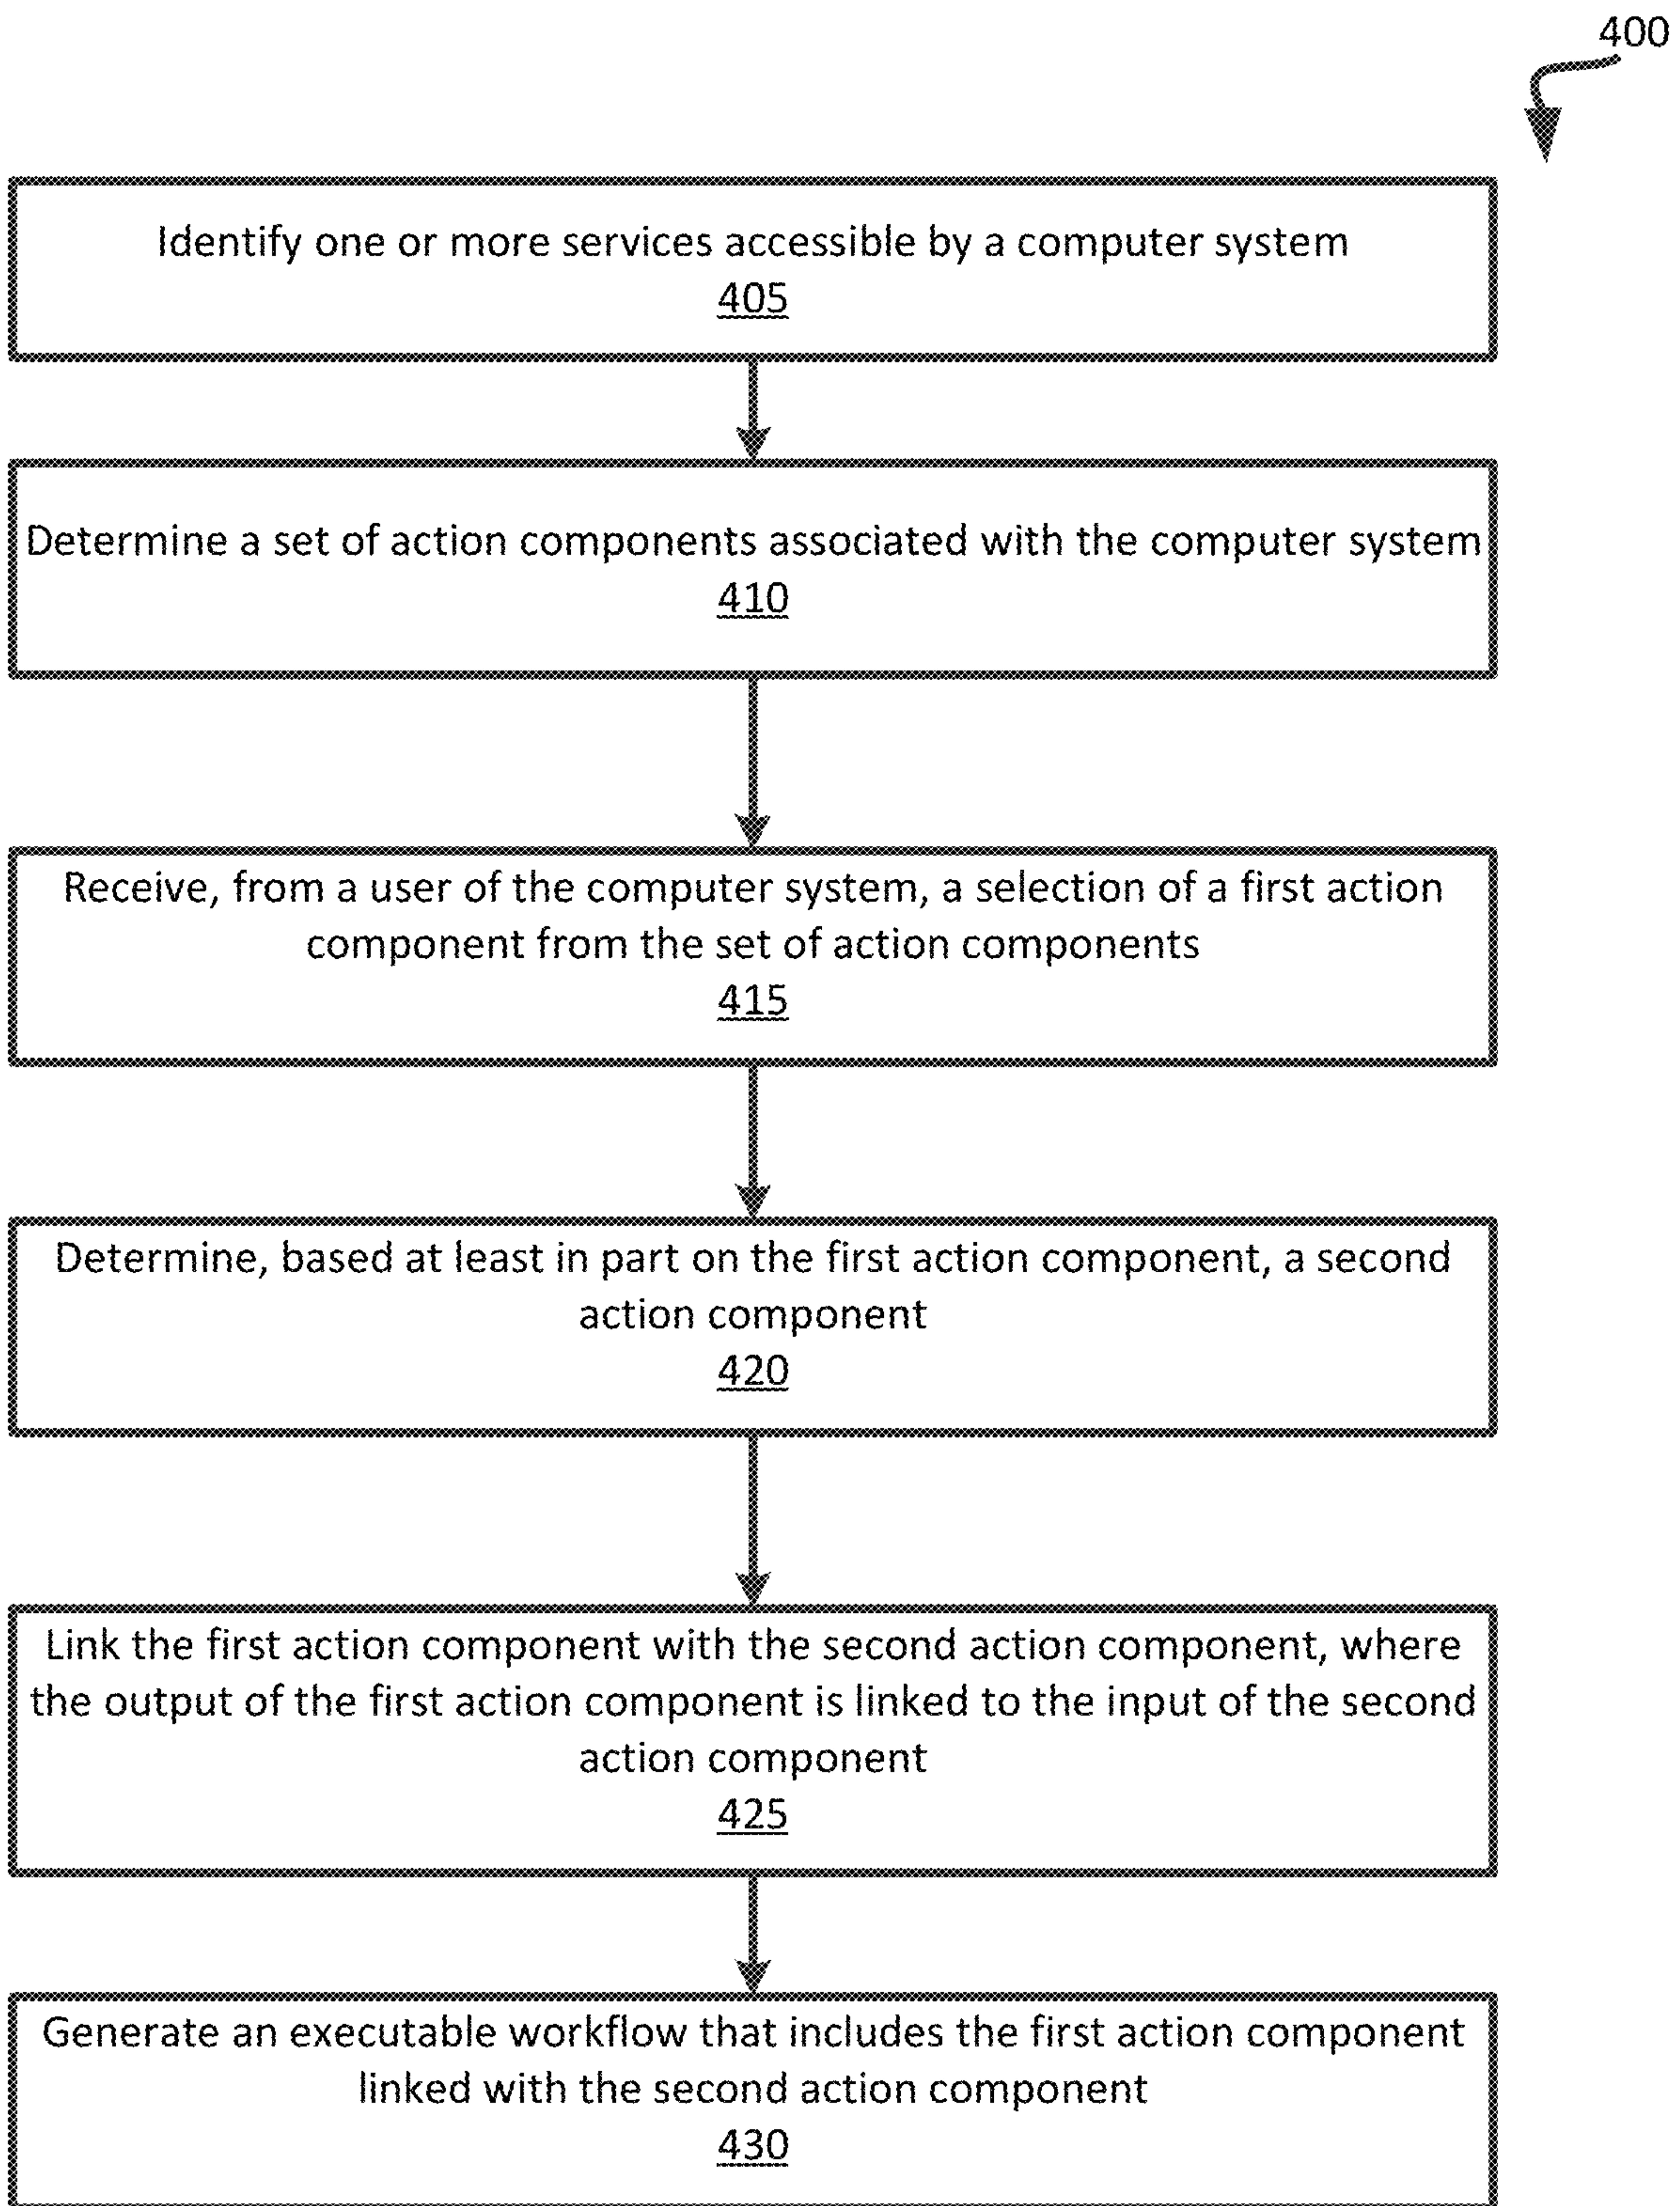 400
Identify one or more services accessible by a computer system
405
Determine a set of action components associated with the computer system
410
Receive, from a user of the computer system, a selection of a first action
component from the set of action components
415
Determine, based at least in part on the first action component, a second
action component
420
Link the first action component with the second action component, where
the output of the first action component is linked to the input of the second
action component
425
Generate an executable workflow that includes the first action component
linked with the second action component
430